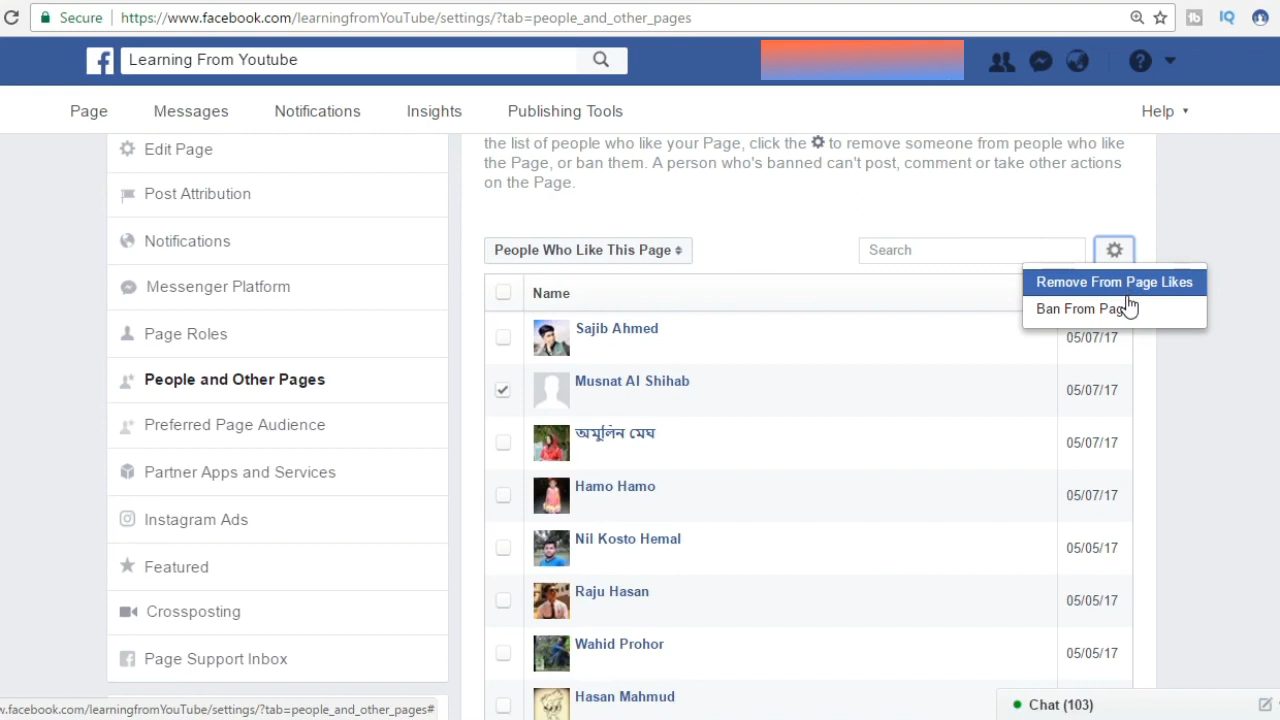 Secure https://www.facebook.com/learningfromYouTube/settings/?tab=people_and_other_pages
Learning From Youtube
Page Messages Notifications Insights Publishing Tools Help
Edit Page
Post Attribution
Notifications
Messenger Platform
Page Roles
People and Other Pages
Preferred Page Audience
Partner Apps and Services
Instagram Ads
Featured
Crossposting
Page Support Inbox
the list of people who like your Page, click the to remove someone from people who like
the Page, or ban them. A person who's banned can't post, comment or take other actions
on the Page.
People Who Like This Page Search
Remove From Page Likes
Ban From Page
Name
Sajib Ahmed 05/07/17
Musnat Al Shihab 05/07/17
অমুলিন মেঘ 05/07/17
Hamo Hamo 05/07/17
Nil Kosto Hemal 05/05/17
Raju Hasan 05/05/17
Wahid Prohor 05/05/17
Hasan Mahmud
w.facebook.com/learningfromYouTube/settings/?tab=people_and_other_pages#
Chat (103)